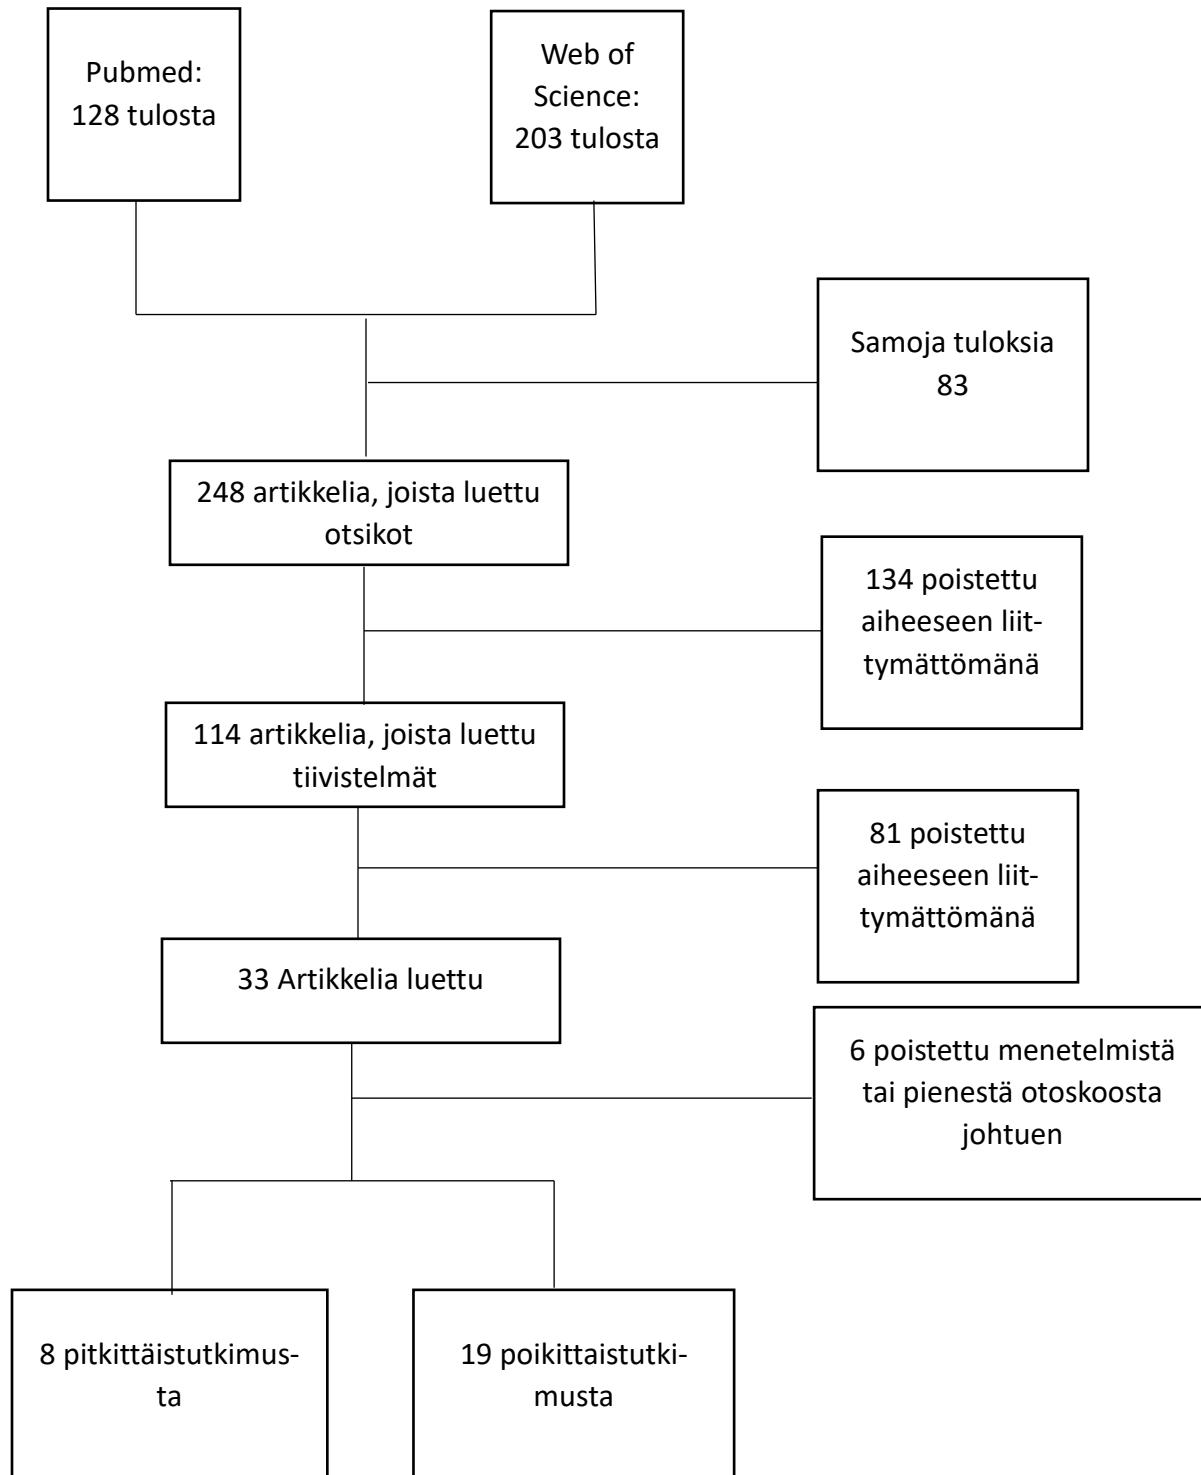 Pubmed:
128 tulosta
Web of
Science:
203 tulosta
Samoja tuloksia
83
248 artikkelia, joista luettu
otsikot
134 poistettu
aiheeseen liit-
tymättömänä
114 artikkelia, joista luettu
tiivistelmät
81 poistettu
aiheeseen liit-
tymättömänä
33 Artikkelia luettu
6 poistettu menetelmistä
tai pienestä otoskoosta
johtuen
8 pitkittäistutkimus-
ta
19 poikittaistutki-
musta